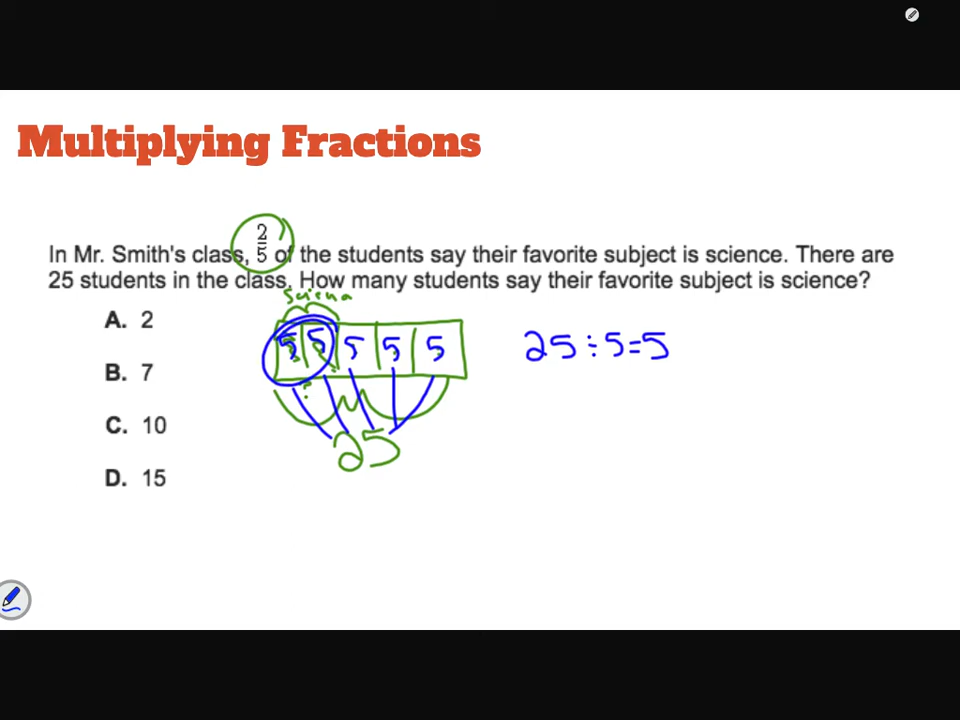 Multiplying Fractions
In Mr. Smith's class, 2/5 of the students say their favorite subject is science. There are
25 students in the class. How many students say their favorite subject is science?
A. 2
B. 7
C. 10
D. 15
5 5 5 5 5
?
25
25 ÷ 5 = 5